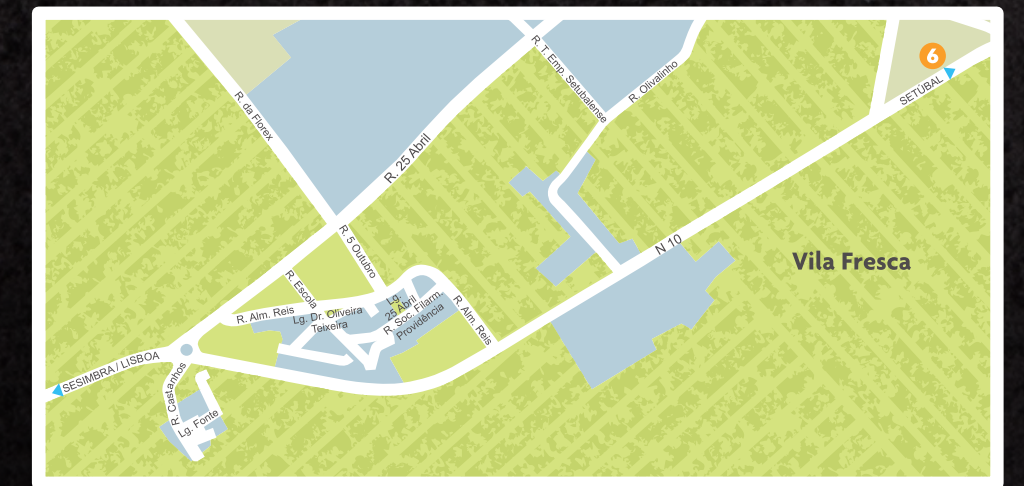 6
SETÚBAL
R. T. Emp. Setubalense
R. Olivalinho
R. da Florex
R. 25 Abril
N 10
Vila Fresca
R. 5 Outubro
R. Escola
R. Alm. Reis
Lg. Dr. Oliveira
Teixeira
Lg.
25 Abril
R. Soc. Filarm.
Providência
R. Alm. Reis
SESIMBRA / LISBOA
R. Castanhos
Lg. Fonte